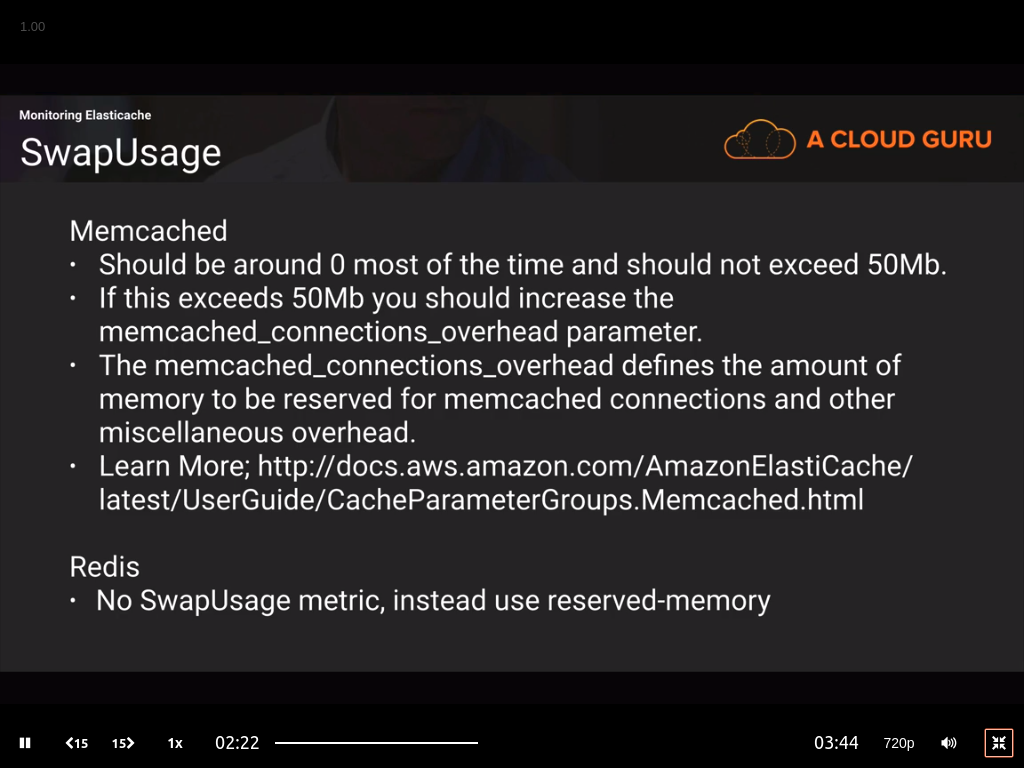 1.00
Monitoring Elasticache
SwapUsage
A CLOUD GURU
Memcached
• Should be around 0 most of the time and should not exceed 50Mb.
• If this exceeds 50Mb you should increase the
memcached_connections_overhead parameter.
• The memcached_connections_overhead defines the amount of
memory to be reserved for memcached connections and other
miscellaneous overhead.
• Learn More; http://docs.aws.amazon.com/AmazonElastiCache/
latest/UserGuide/CacheParameterGroups.Memcached.html
Redis
• No SwapUsage metric, instead use reserved-memory
15 15 1x 02:22 03:44 720p